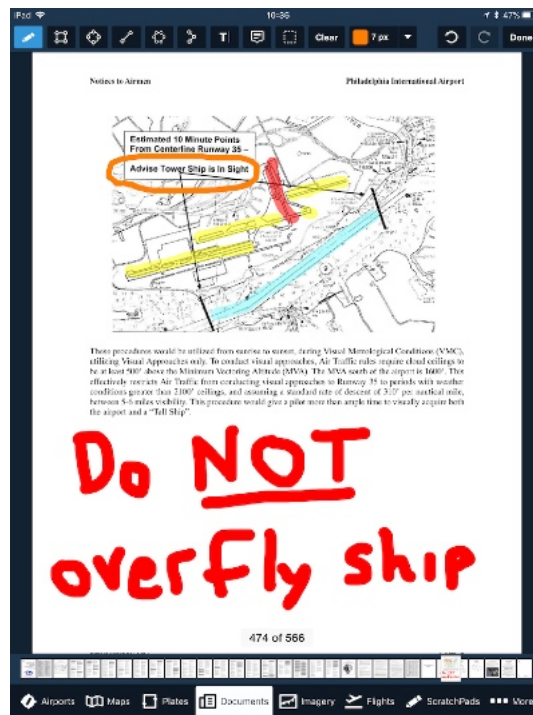 iPad 10:36 47%
T Clear 7 px Done
Notices to Airmen Philadelphia International Airport
Estimated 10 Minute Points
From Centerline Runway 35 –
Advise Tower Ship is In Sight
These procedures would be utilized from sunrise to sunset, during Visual Metrological Conditions (VMC),
utilizing Visual Approaches only. To conduct visual approaches, Air Traffic rules require cloud ceilings to
be at least 500' above the Minimum Vectoring Altitude (MVA). The MVA south of the airport is 1600'. This
effectively restricts Air Traffic from conducting visual approaches to Runway 35 to periods with weather
conditions greater than 2100' ceilings, and assuming a standard rate of descent of 310' per nautical mile,
between 5-6 miles visibility. This procedure would give a pilot more than ample time to visually acquire both
the airport and a "Tall Ship".
Do NOT
overfly ship
474 of 566
Airports Maps Plates Documents Imagery Flights ScratchPads More